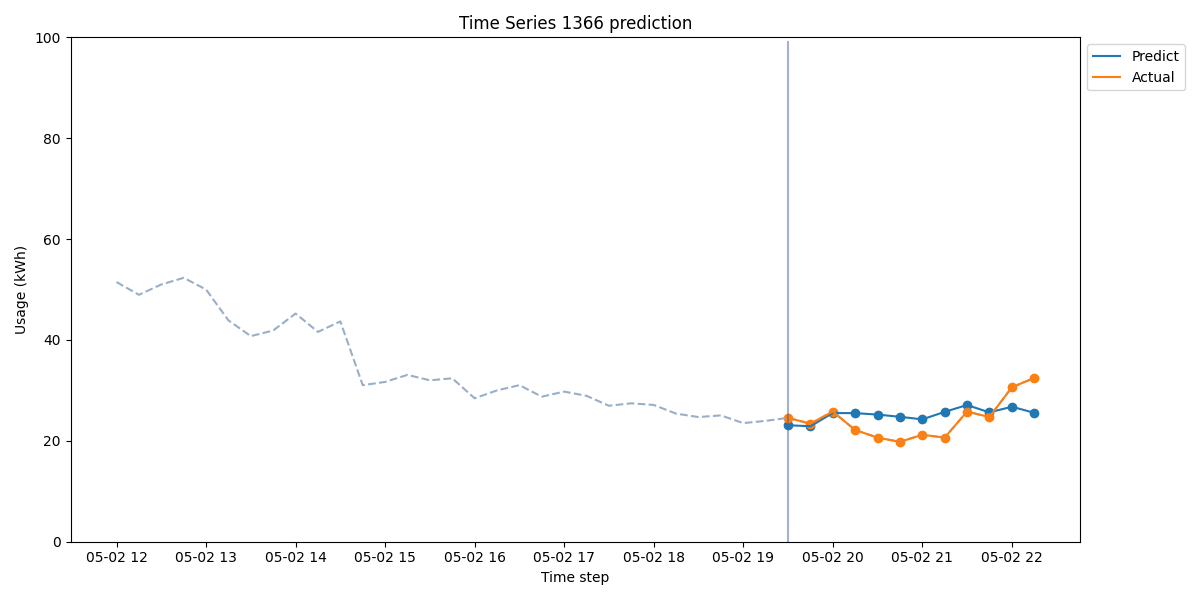 Time Series 1366 prediction
100
80
60
40
20
0
Usage (kWh)
05-02 12 05-02 13 05-02 14 05-02 15 05-02 16 05-02 17 05-02 18 05-02 19 05-02 20 05-02 21 05-02 22
Time step
Predict
Actual